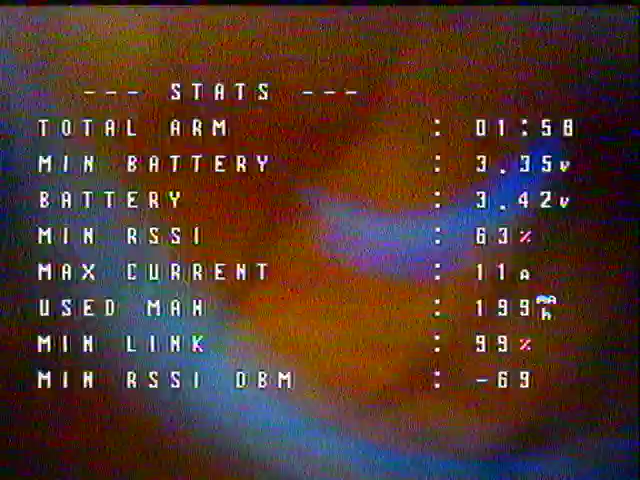 --- STATS ---
TOTAL ARM : 01:58
MIN BATTERY : 3.35v
BATTERY : 3.42v
MIN RSSI : 63%
MAX CURRENT : 11A
USED MAH : 199mAh
MIN LINK : 99%
MIN RSSI DBM : -69